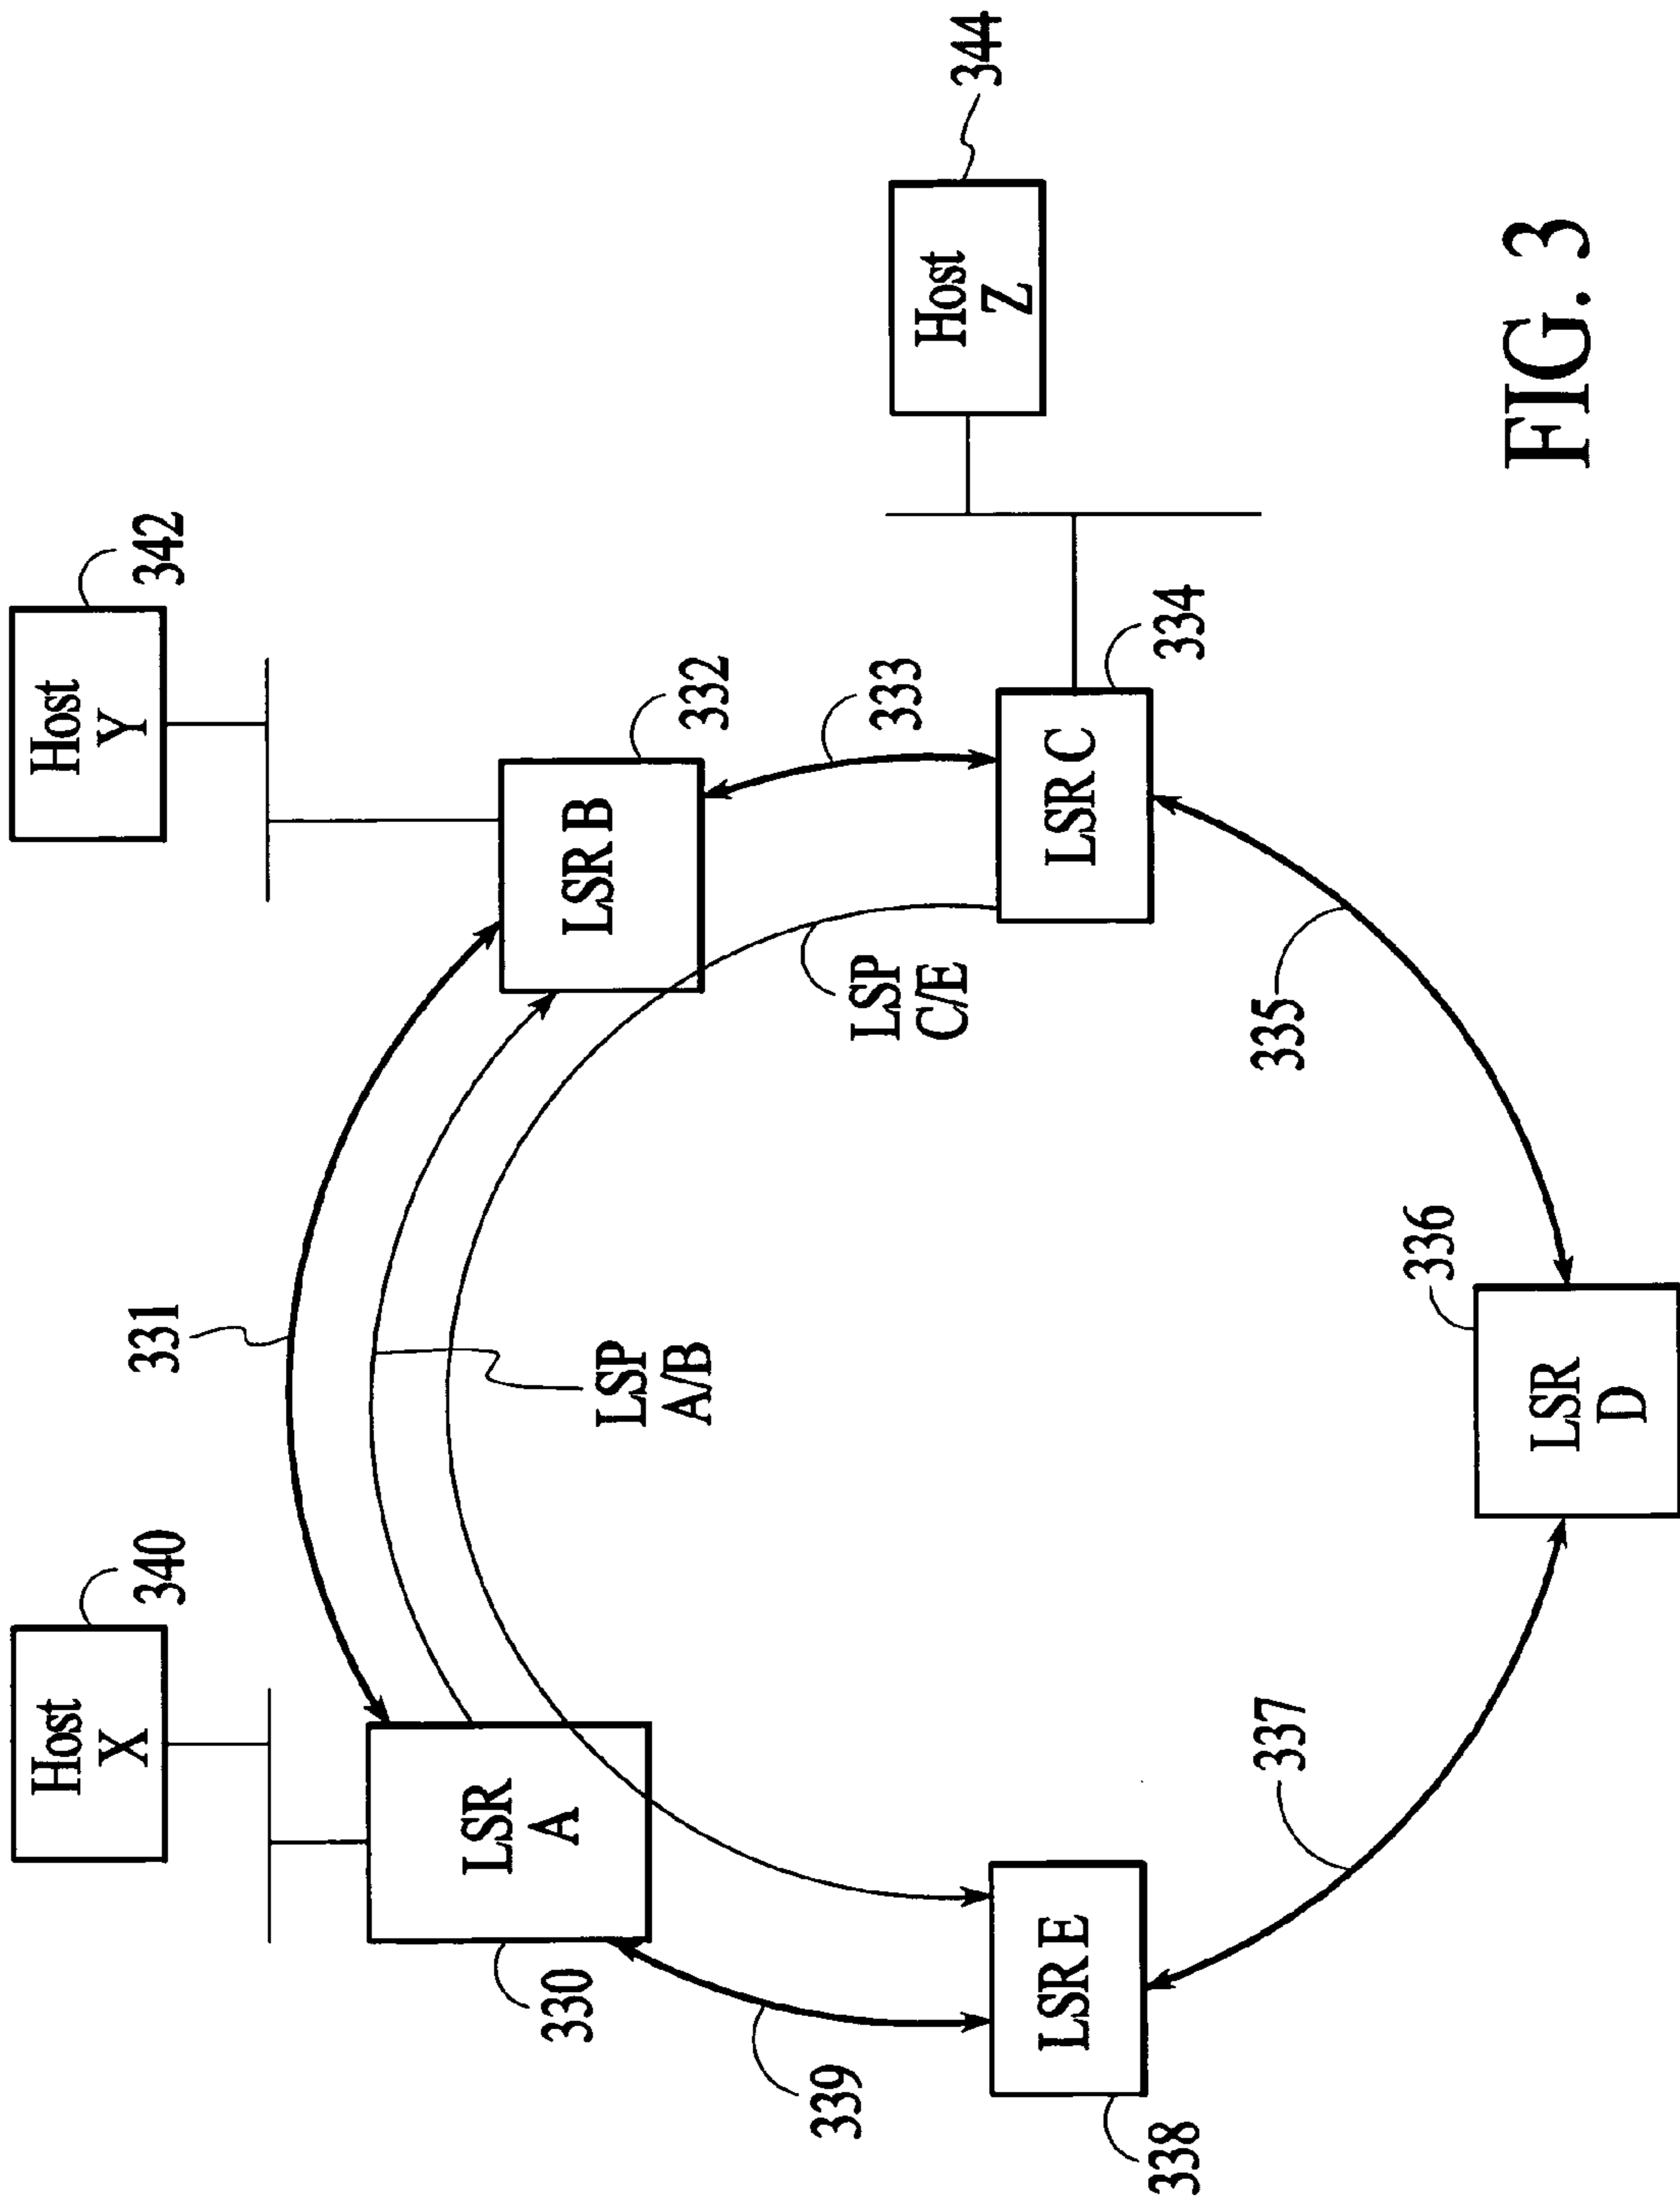 Host
X
340
Host
Y
342
331
LSR
A
330
LSP
A/B
LSR B
332
333
LSP
C/E
LSR C
334
Host
Z
344
339
LSR E
338
337
LSR
D
336
335
FIG. 3